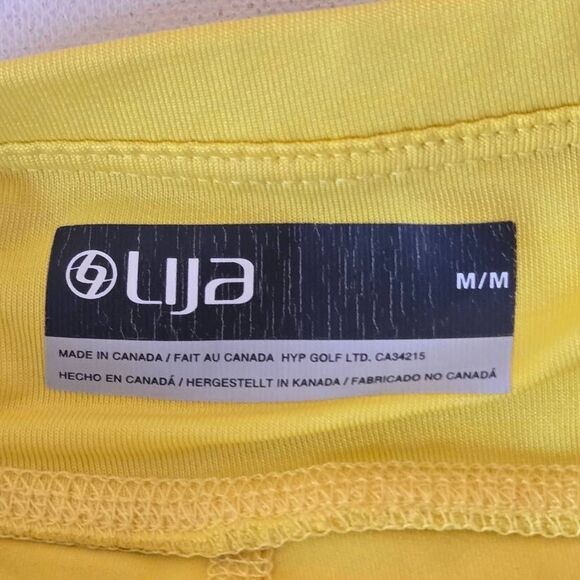 LIJA
M/M
MADE IN CANADA / FAIT AU CANADA HYP GOLF LTD. CA34215
HECHO EN CANADÁ / HERGESTELLT IN KANADA / FABRICADO NO CANADÁ